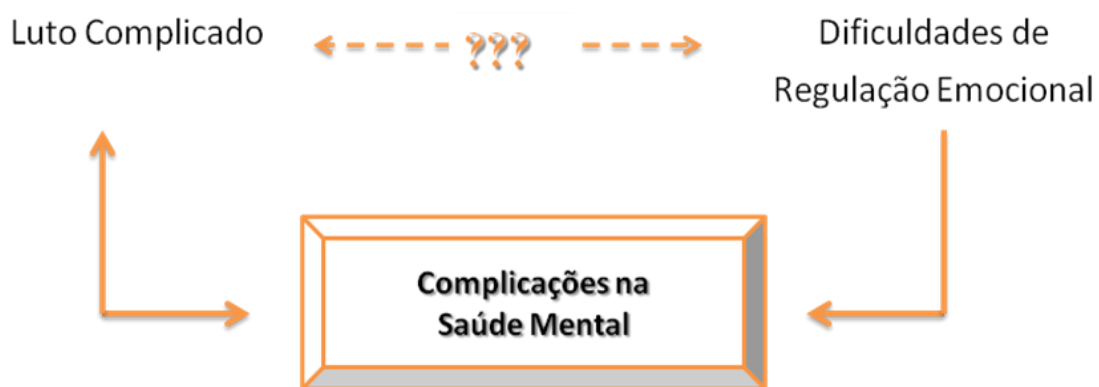 Luto Complicado
???
Dificuldades de
Regulação Emocional
Complicações na
Saúde Mental